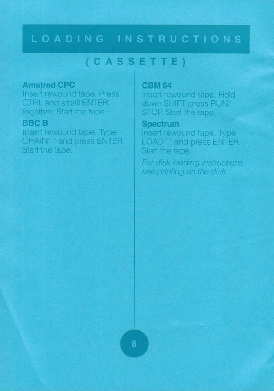 LOADING INSTRUCTIONS
(CASSETTE)
Amstrad CPC
Insert rewound tape. Press
CTRL and small ENTER
together. Start the tape.
BBC B
Insert rewound tape. Type
CHAIN"" and press ENTER.
Start the tape.
CBM 64
Insert rewound tape. Hold
down SHIFT press RUN/
STOP. Start the tape.
Spectrum
Insert rewound tape. Type
LOAD"" and press ENTER.
Start the tape.
For disk loading instructions,
see printing on the disk.
8